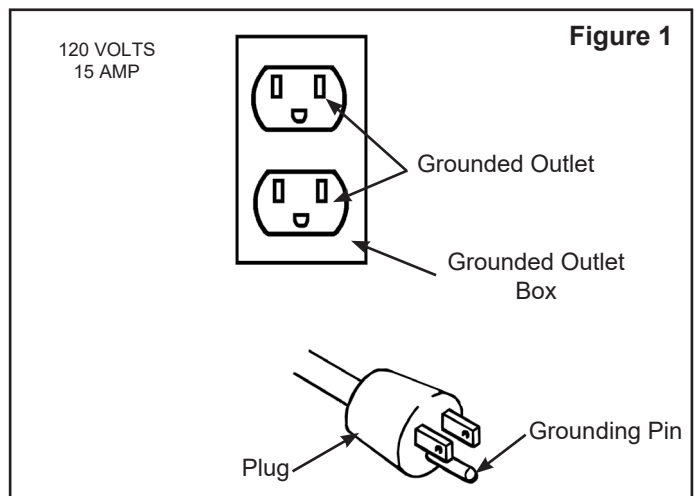 Figure 1
120 VOLTS
15 AMP
Grounded Outlet
Grounded Outlet
Box
Grounding Pin
Plug